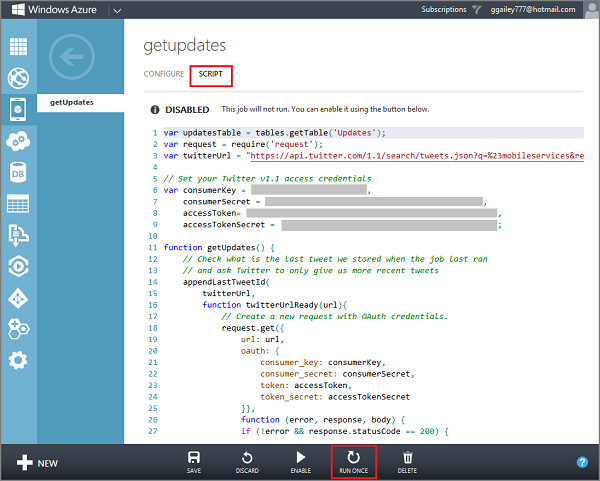 Windows Azure
Subscriptions
ggailey777@hotmail.com
getUpdates
getupdates
CONFIGURE
SCRIPT
DISABLED This job will not run. You can enable it using the button below.
1 var updatesTable = tables.getTable('Updates');
2 var request = require('request');
3 var twitterUrl = "https://api.twitter.com/1.1/search/tweets.json?q=%23mobileservices&re
4
5 // Set your Twitter v1.1 access credentials
6 var consumerKey = ,
7 consumerSecret = ,
8 accessToken= ,
9 accessTokenSecret = ;
10
11 function getUpdates() {
12 // Check what is the last tweet we stored when the job last ran
13 // and ask Twitter to only give us more recent tweets
14 appendLastTweetId(
15 twitterUrl,
16 function twitterUrlReady(url){
17 // Create a new request with OAuth credentials.
18 request.get({
19 url: url,
20 oauth: {
21 consumer_key: consumerKey,
22 consumer_secret: consumerSecret,
23 token: accessToken,
24 token_secret: accessTokenSecret
25 }},
26 function (error, response, body) {
27 if (!error && response.statusCode == 200) {
DB
NEW
SAVE
DISCARD
ENABLE
RUN ONCE
DELETE
?